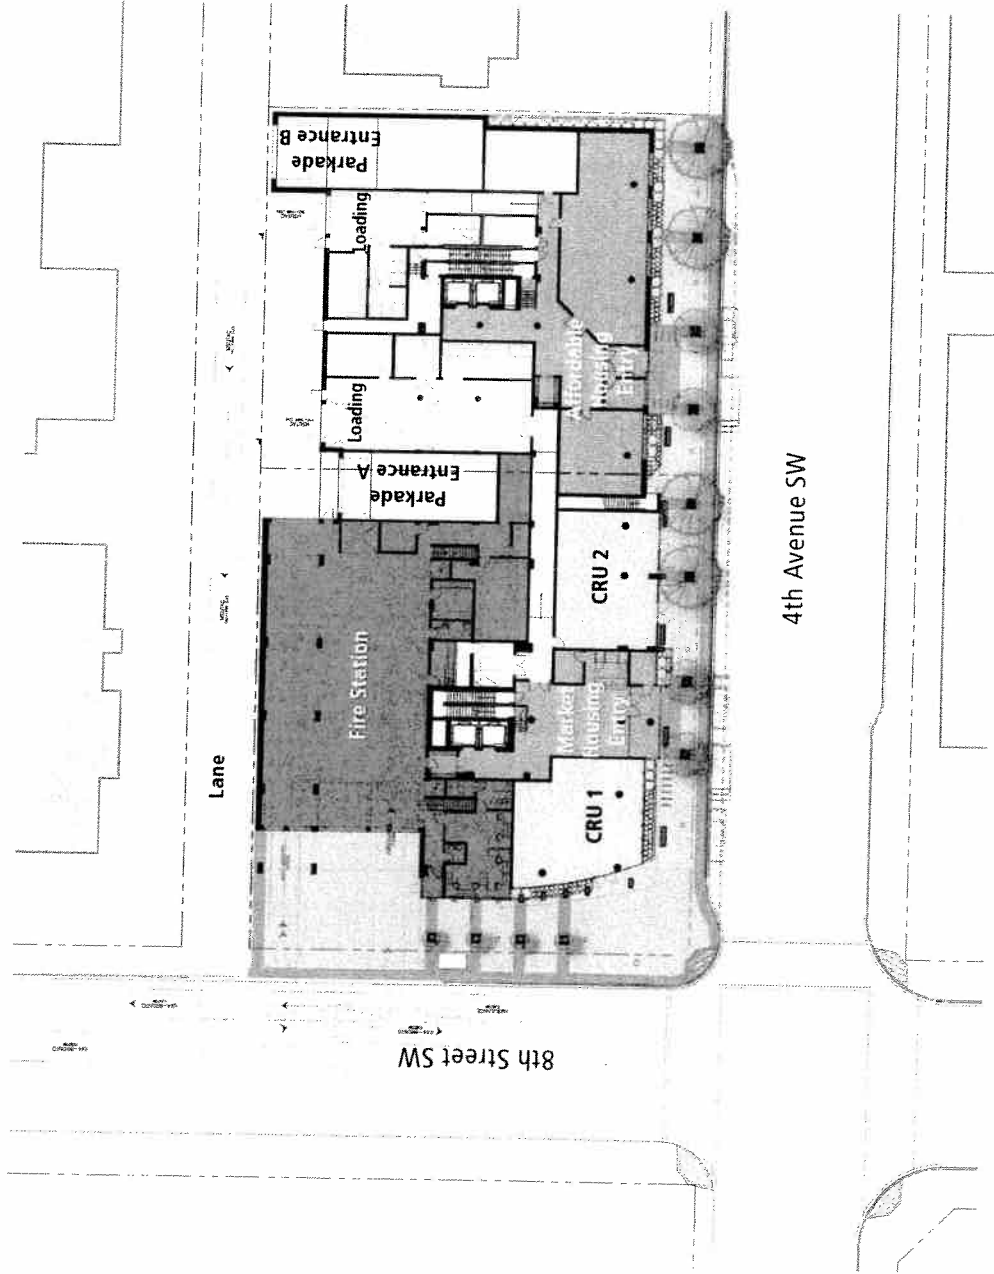 Parkade
Entrance B
Loading
Loading
Parkade
Entrance A
Affordable
Housing
Entry
Fire Station
CRU 2
Market
Housing
Entry
CRU 1
Lane
4th Avenue SW
8th Street SW